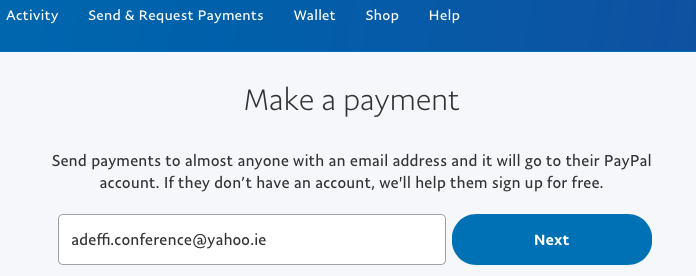 Activity Send & Request Payments Wallet Shop Help
Make a payment
Send payments to almost anyone with an email address and it will go to their PayPal
account. If they don't have an account, we'll help them sign up for free.
adeffi.conference@yahoo.ie Next